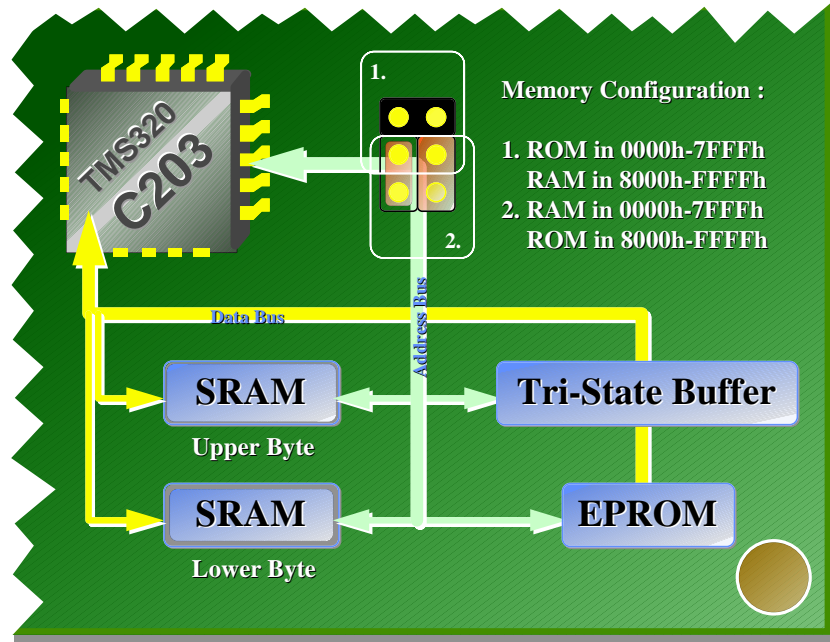 1.
Memory Configuration :
TMS320
C203
1. ROM in 0000h-7FFFh
RAM in 8000h-FFFFh
2. RAM in 0000h-7FFFh
ROM in 8000h-FFFFh
2.
Data Bus
Address Bus
SRAM
Tri-State Buffer
Upper Byte
SRAM
EPROM
Lower Byte